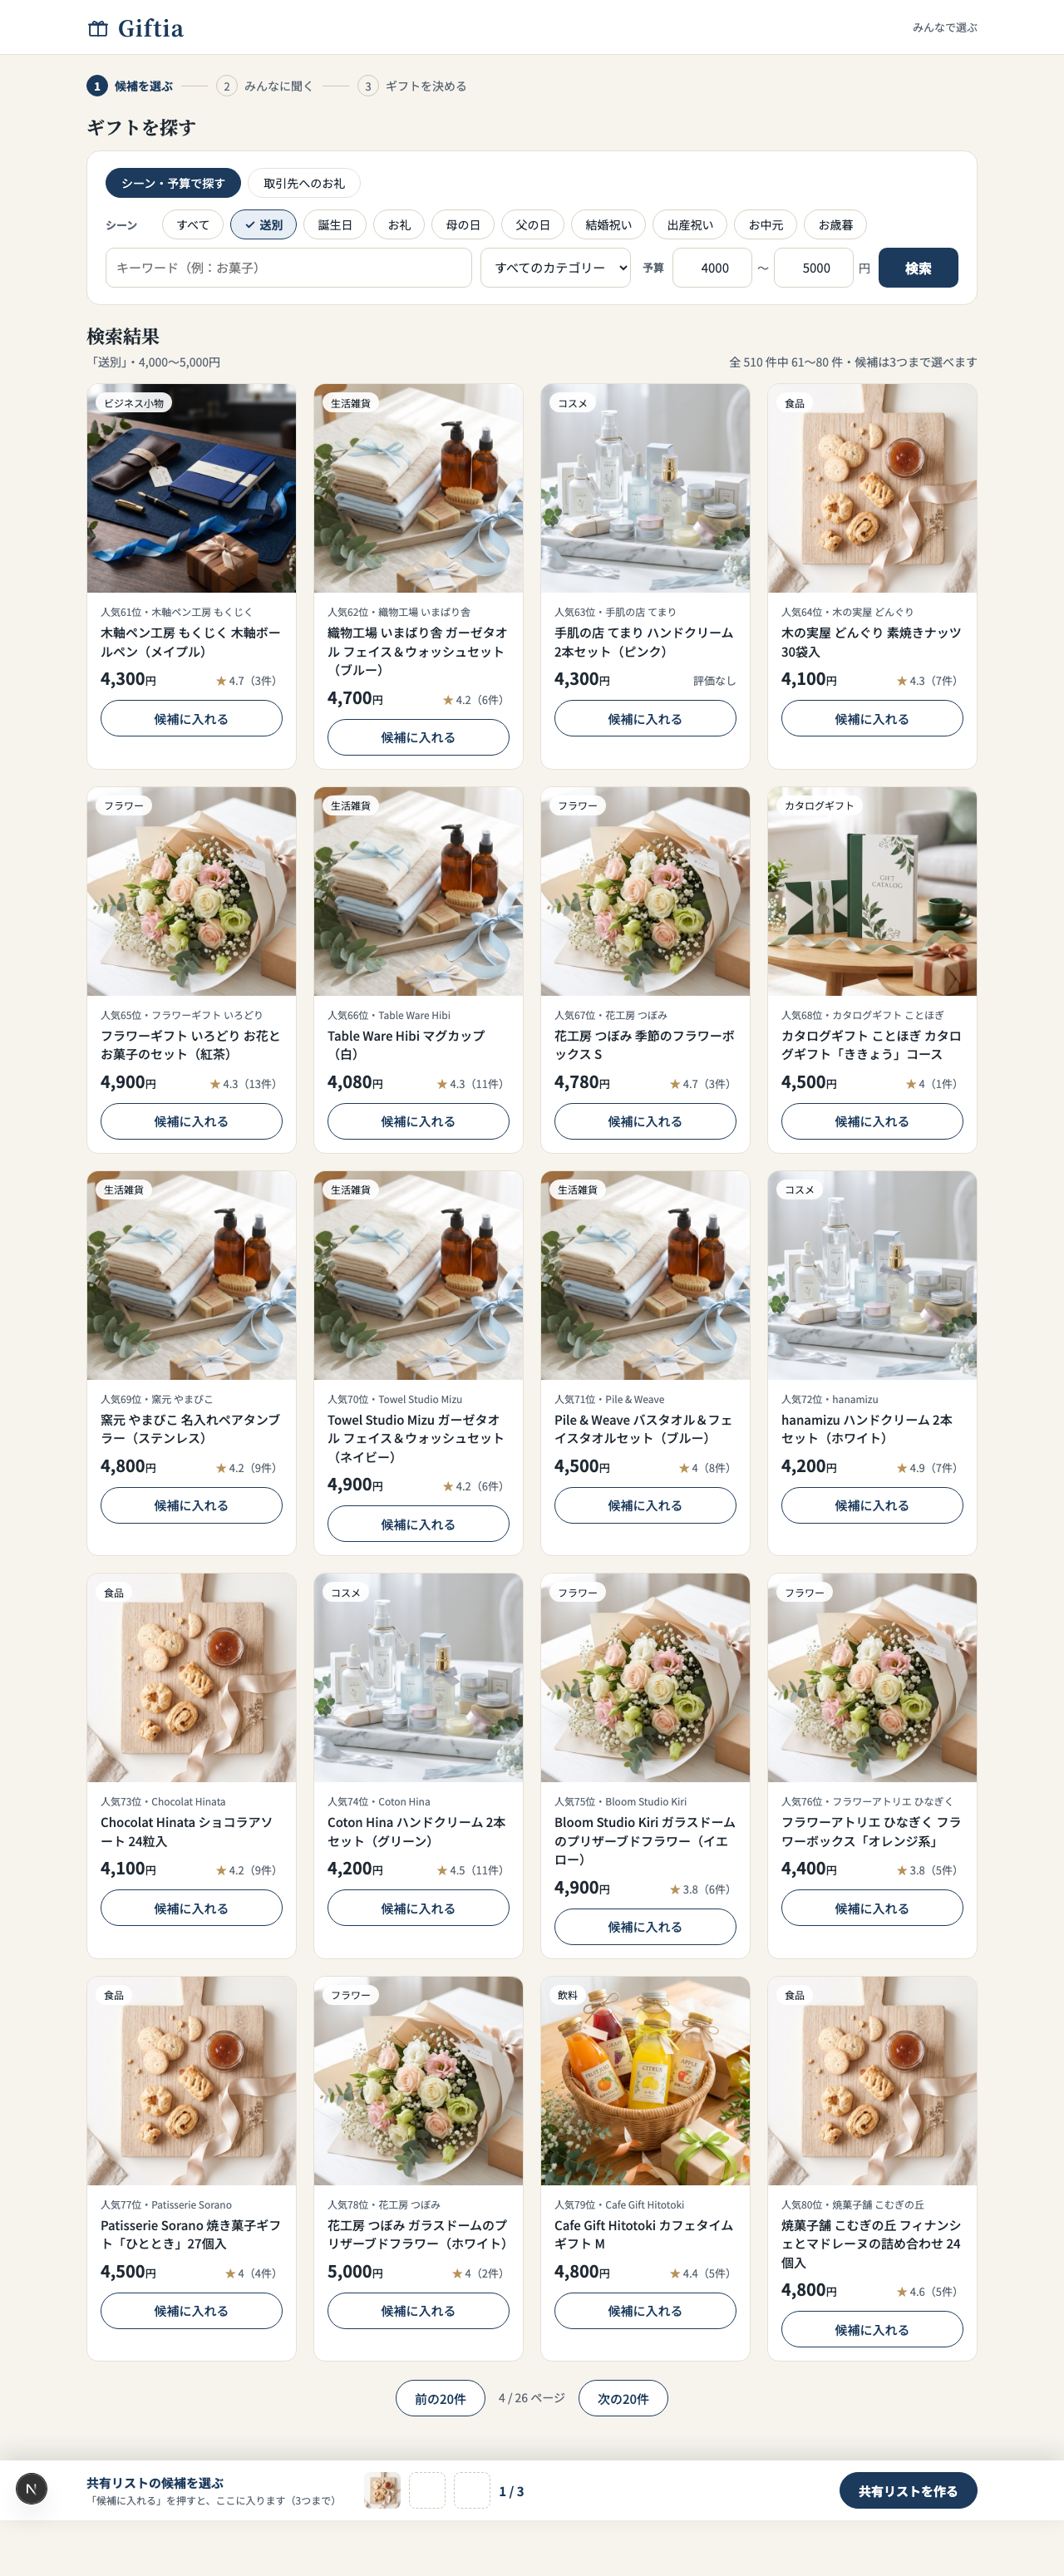 Giftia
みんなで選ぶ
1 候補を選ぶ 2 みんなに聞く 3 ギフトを決める
ギフトを探す
シーン・予算で探す 取引先へのお礼
シーン すべて 送別 誕生日 お礼 母の日 父の日 結婚祝い 出産祝い お中元 お歳暮
キーワード（例：お菓子） すべてのカテゴリー 予算 4000 〜 5000 円 検索
検索結果
「送別」・4,000〜5,000円
全 510 件中 61〜80 件・候補は3つまで選べます
ビジネス小物
人気61位・木軸ペン工房 もくじく
木軸ペン工房 もくじく 木軸ボー
ルペン（メイプル）
4,300円 ★ 4.7（3件）
候補に入れる
生活雑貨
人気62位・織物工場 いまばり舎
織物工場 いまばり舎 ガーゼタオ
ル フェイス＆ウォッシュセット
（ブルー）
4,700円 ★ 4.2（6件）
候補に入れる
コスメ
人気63位・手肌の店 てまり
手肌の店 てまり ハンドクリーム
2本セット（ピンク）
4,300円 評価なし
候補に入れる
食品
人気64位・木の実屋 どんぐり
木の実屋 どんぐり 素焼きナッツ
30袋入
4,100円 ★ 4.3（7件）
候補に入れる
フラワー
人気65位・フラワーギフト いろどり
フラワーギフト いろどり お花と
お菓子のセット（紅茶）
4,900円 ★ 4.3（13件）
候補に入れる
生活雑貨
人気66位・Table Ware Hibi
Table Ware Hibi マグカップ
（白）
4,080円 ★ 4.3（11件）
候補に入れる
フラワー
人気67位・花工房 つぼみ
花工房 つぼみ 季節のフラワーボ
ックス S
4,780円 ★ 4.7（3件）
候補に入れる
カタログギフト
GIFT
CATALOG
人気68位・カタログギフト ことほぎ
カタログギフト ことほぎ カタロ
グギフト「ききょう」コース
4,500円 ★ 4（1件）
候補に入れる
生活雑貨
人気69位・窯元 やまびこ
窯元 やまびこ 名入れペアタンブ
ラー（ステンレス）
4,800円 ★ 4.2（9件）
候補に入れる
生活雑貨
人気70位・Towel Studio Mizu
Towel Studio Mizu ガーゼタオ
ル フェイス＆ウォッシュセット
（ネイビー）
4,900円 ★ 4.2（6件）
候補に入れる
生活雑貨
人気71位・Pile & Weave
Pile & Weave バスタオル＆フェ
イスタオルセット（ブルー）
4,500円 ★ 4（8件）
候補に入れる
コスメ
人気72位・hanamizu
hanamizu ハンドクリーム 2本
セット（ホワイト）
4,200円 ★ 4.9（7件）
候補に入れる
食品
人気73位・Chocolat Hinata
Chocolat Hinata ショコラアソ
ート 24粒入
4,100円 ★ 4.2（9件）
候補に入れる
コスメ
人気74位・Coton Hina
Coton Hina ハンドクリーム 2本
セット（グリーン）
4,200円 ★ 4.5（11件）
候補に入れる
フラワー
人気75位・Bloom Studio Kiri
Bloom Studio Kiri ガラスドーム
のプリザーブドフラワー（イエ
ロー）
4,900円 ★ 3.8（6件）
候補に入れる
フラワー
人気76位・フラワーアトリエ ひなぎく
フラワーアトリエ ひなぎく フラ
ワーボックス「オレンジ系」
4,400円 ★ 3.8（5件）
候補に入れる
食品
人気77位・Patisserie Sorano
Patisserie Sorano 焼き菓子ギフ
ト「ひととき」27個入
4,500円 ★ 4（4件）
候補に入れる
フラワー
人気78位・花工房 つぼみ
花工房 つぼみ ガラスドームのプ
リザーブドフラワー（ホワイト）
5,000円 ★ 4（2件）
候補に入れる
飲料
CITRUS
APPLE
人気79位・Cafe Gift Hitotoki
Cafe Gift Hitotoki カフェタイム
ギフト M
4,800円 ★ 4.4（5件）
候補に入れる
食品
人気80位・焼菓子舗 こむぎの丘
焼菓子舗 こむぎの丘 フィナンシ
ェとマドレーヌの詰め合わせ 24
個入
4,800円 ★ 4.6（5件）
候補に入れる
前の20件 4 / 26 ページ 次の20件
N
共有リストの候補を選ぶ
「候補に入れる」を押すと、ここに入ります（3つまで）
1 / 3
共有リストを作る